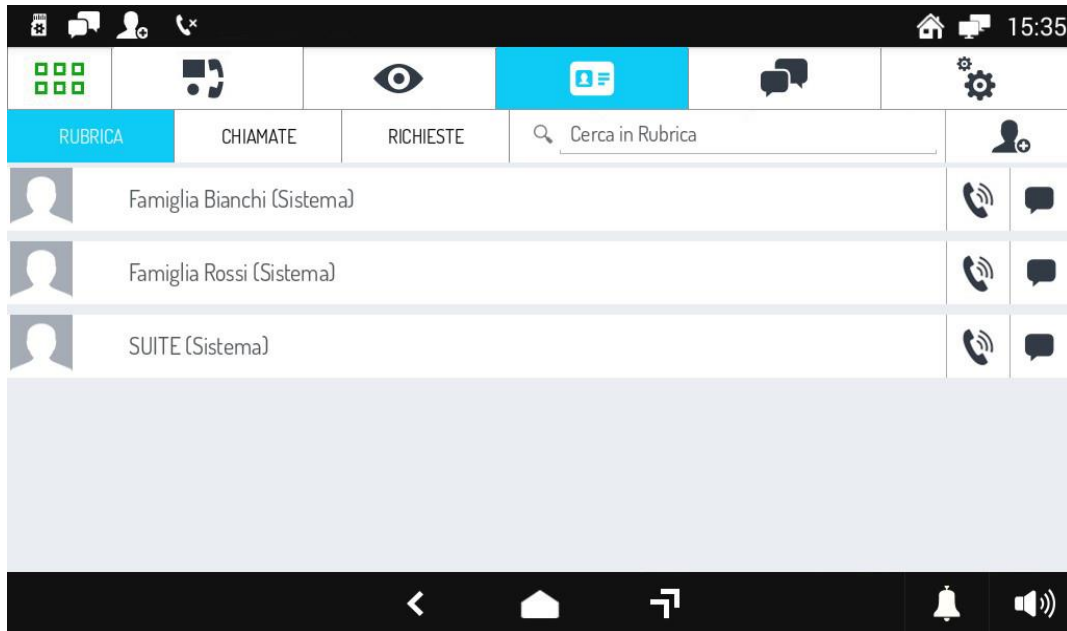 15:35
RUBRICA CHIAMATE RICHIESTE Cerca in Rubrica
Famiglia Bianchi (Sistema)
Famiglia Rossi (Sistema)
SUITE (Sistema)